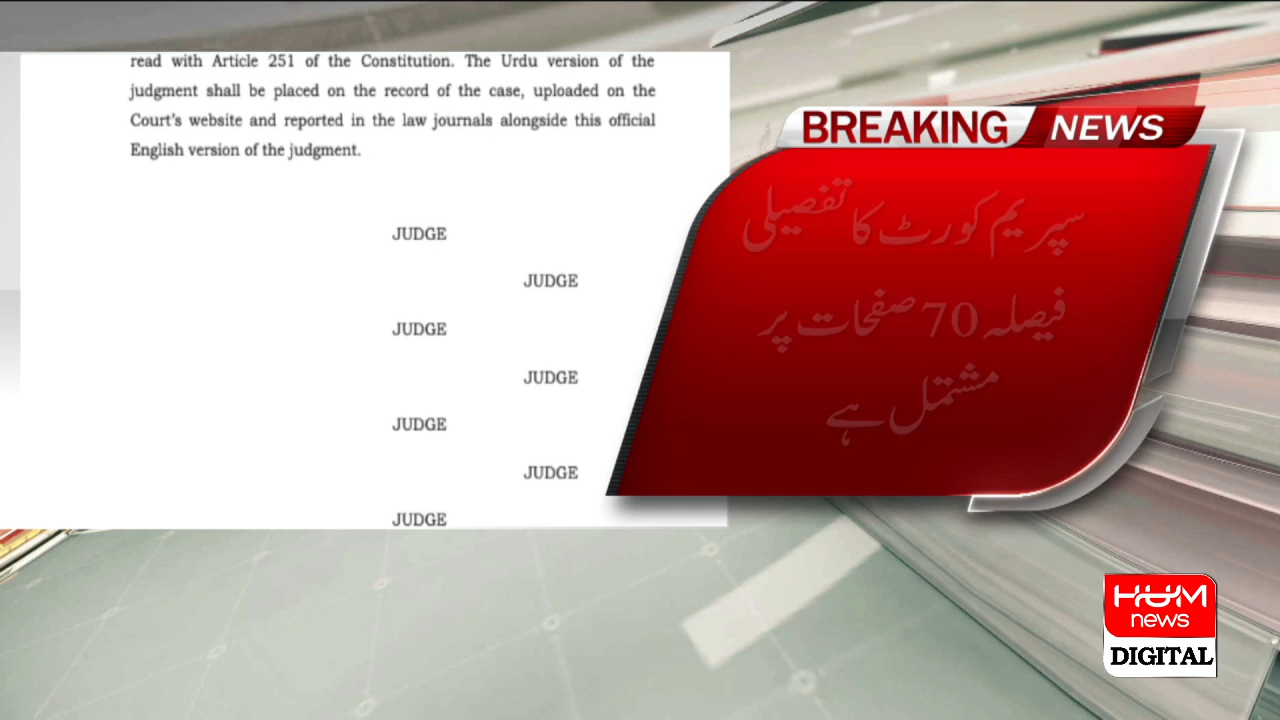 read with Article 251 of the Constitution. The Urdu version of the
judgment shall be placed on the record of the case, uploaded on the
Court's website and reported in the law journals alongside this official
English version of the judgment.
JUDGE
JUDGE
JUDGE
JUDGE
JUDGE
JUDGE
JUDGE
BREAKING NEWS
سپریم کورٹ کا تفصیلی
فیصلہ 70 صفحات پر
مشتمل ہے
HUM
news
DIGITAL